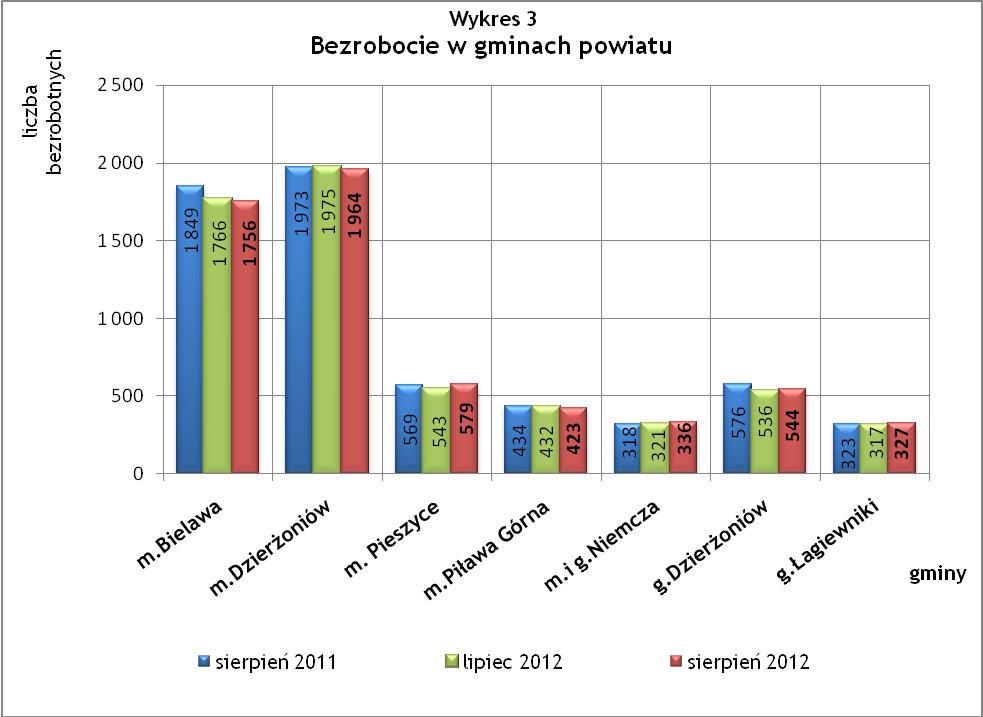 Wykres 3
Bezrobocie w gminach powiatu
liczba
bezrobotnych
2 500
2 000
1 500
1 000
500
0
1 849
1 766
1 756
1 973
1 975
1 964
569
543
579
434
432
423
318
321
336
576
536
544
323
317
327
m.Bielawa
m.Dzierżoniów
m. Pieszyce
m.Piława Górna
m.i g.Niemcza
g.Dzierżoniów
g.Łagiewniki
gminy
sierpień 2011
lipiec 2012
sierpień 2012